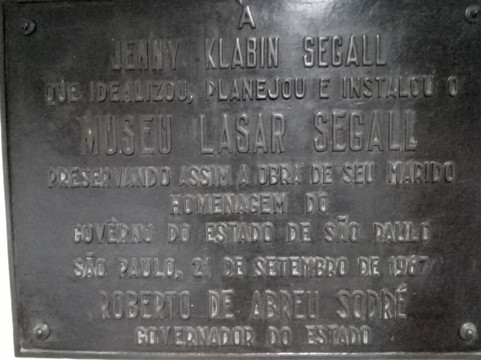 A
JENNY KLABIN SEGALL
QUE IDEALIZOU, PLANEJOU E INSTALOU O
MUSEU LASAR SEGALL
PRESERVANDO ASSIM A OBRA DE SEU MARIDO
HOMENAGEM DO
GOVÊRNO DO ESTADO DE SÃO PAULO
SÃO PAULO, 21 DE SETEMBRO DE 1967
ROBERTO DE ABREU SODRÉ
GOVERNADOR DO ESTADO